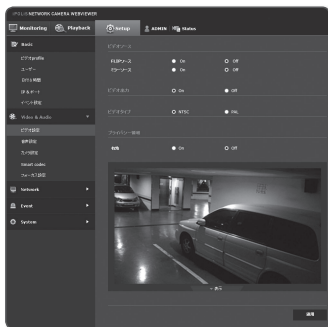 iPOLiS NETWORK CAMERA WEBVIEWER
Monitoring Playback Setup ADMIN Status
Basic
ビデオprofile
ユーザー
日付&時間
IP &ポート
イベント設定
Video & Audio
ビデオ設定
音声設定
カメラ設定
Smart codec
フォーカス設定
Network
Event
System
ビデオソース
FLIPソース On Off
ミラーソース On Off
ビデオ出力 On Off
ビデオタイプ NTSC PAL
プライバシー領域
有効 On Off
表示
適用